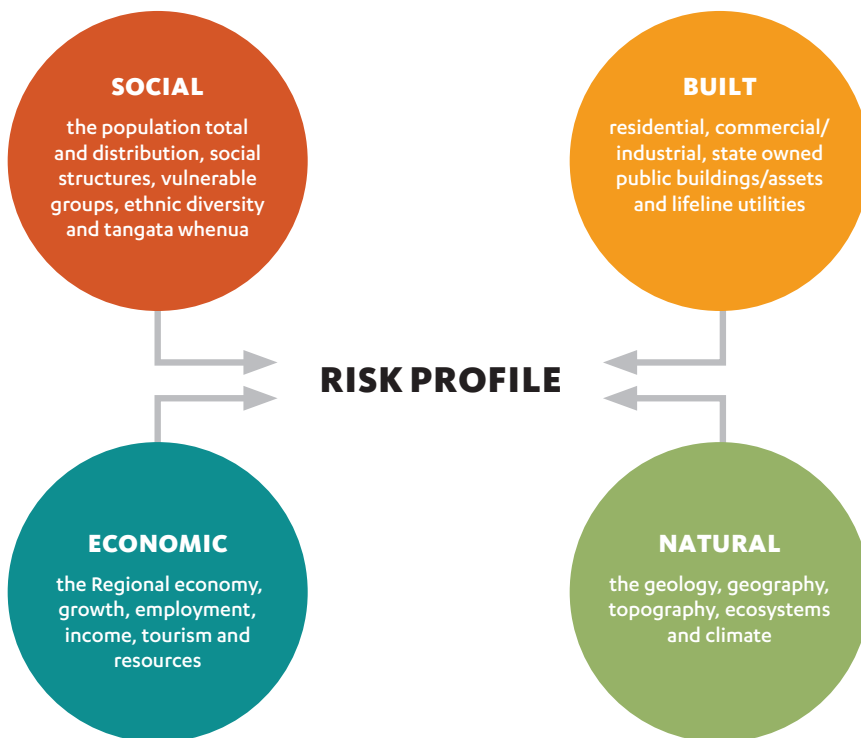 SOCIAL
the population total
and distribution, social
structures, vulnerable
groups, ethnic diversity
and tangata whenua
BUILT
residential, commercial/
industrial, state owned
public buildings/assets
and lifeline utilities
RISK PROFILE
ECONOMIC
the Regional economy,
growth, employment,
income, tourism and
resources
NATURAL
the geology, geography,
topography, ecosystems
and climate